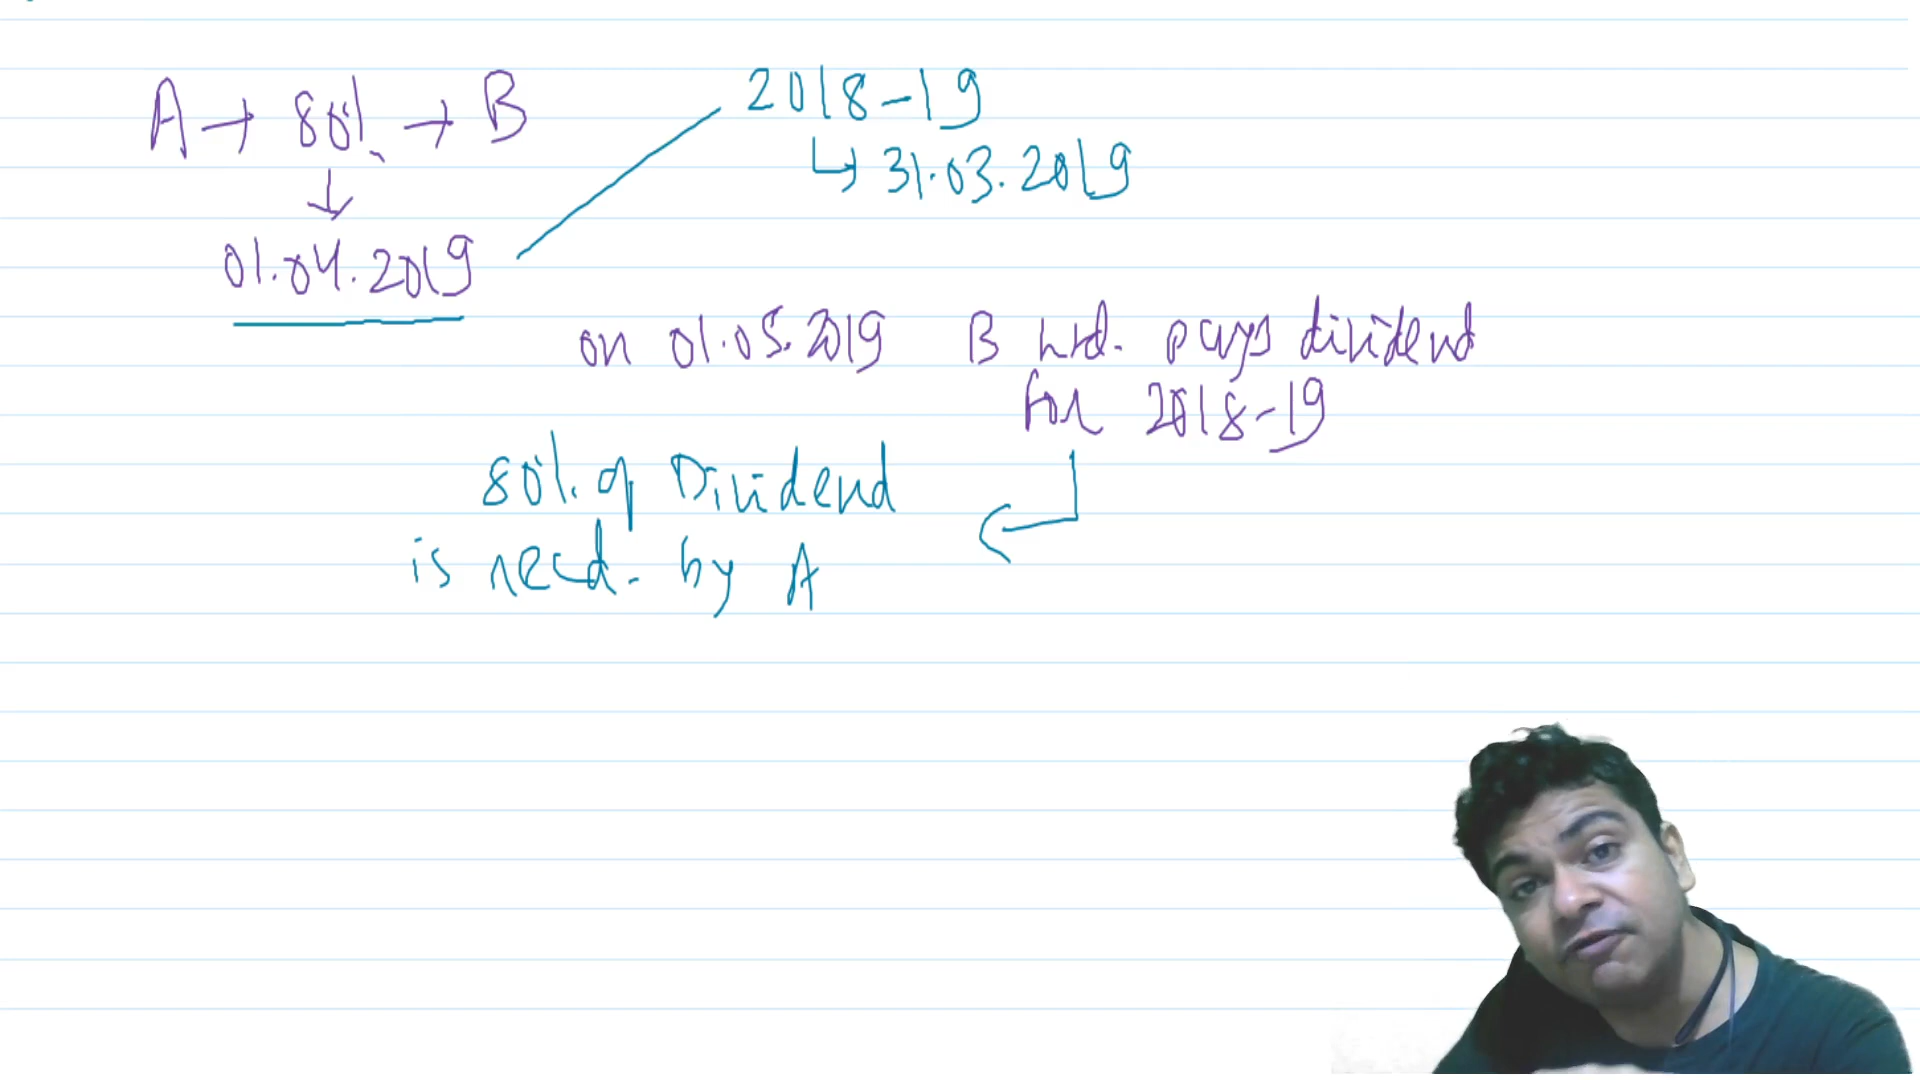 A → 80% → B
↓
01.04.2019
2018-19
↳ 31.03.2019
on 01.05.2019 B Ltd. pays dividend
for 2018-19
80% of Dividend
is recd. by A